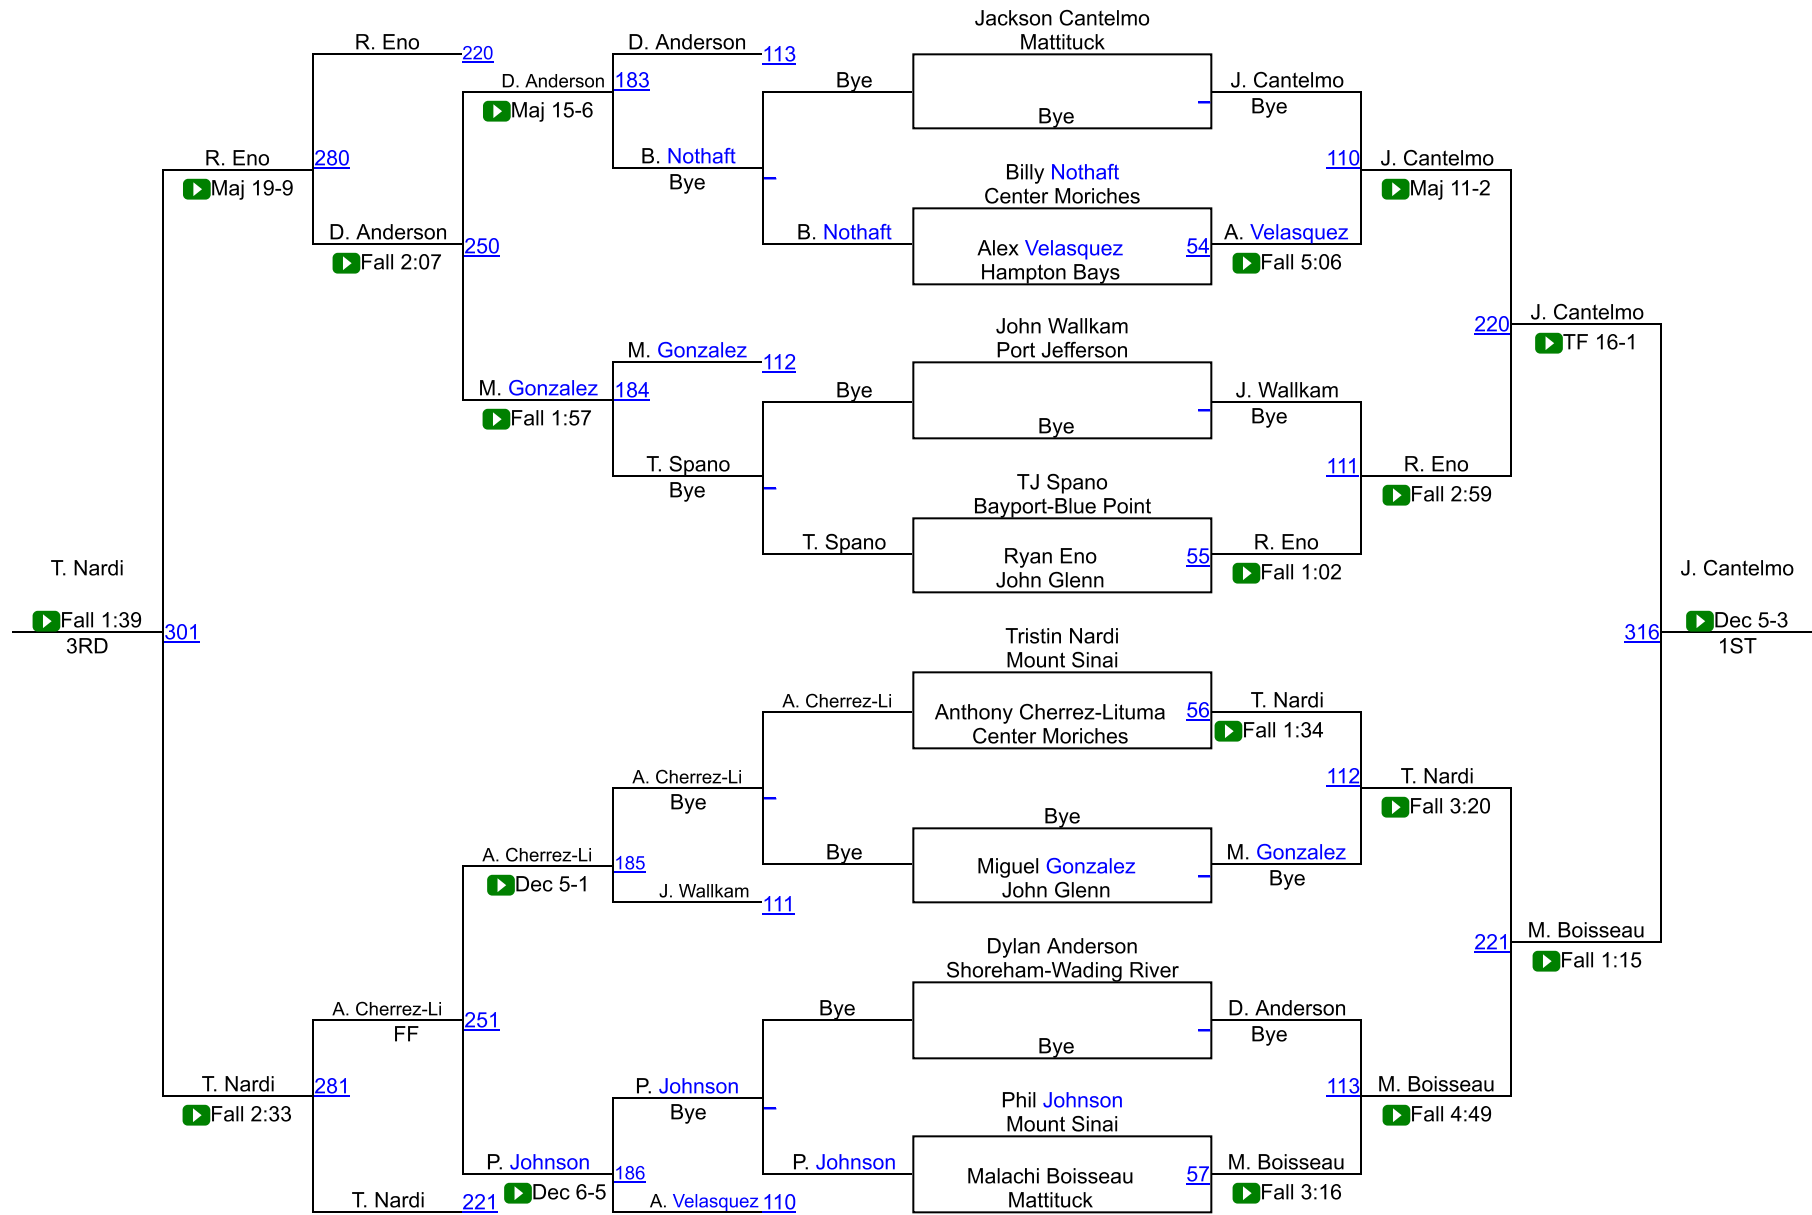 Jackson Cantelmo
Mattituck
R. Eno
220
D. Anderson
113
D. Anderson
183
Maj 15-6
Bye
J. Cantelmo
Bye
Bye
B. Nothaft
Bye
R. Eno
280
Maj 19-9
110
J. Cantelmo
Maj 11-2
Billy Nothaft
Center Moriches
D. Anderson
250
Fall 2:07
B. Nothaft
Alex Velasquez
Hampton Bays
54
A. Velasquez
Fall 5:06
John Wallkam
Port Jefferson
220
J. Cantelmo
TF 16-1
M. Gonzalez
112
M. Gonzalez
184
Fall 1:57
Bye
J. Wallkam
Bye
Bye
T. Spano
Bye
111
R. Eno
Fall 2:59
TJ Spano
Bayport-Blue Point
T. Spano
Ryan Eno
John Glenn
55
R. Eno
Fall 1:02
T. Nardi
Fall 1:39
3RD
301
J. Cantelmo
316
Dec 5-3
1ST
Tristin Nardi
Mount Sinai
A. Cherrez-Li
Anthony Cherrez-Lituma
Center Moriches
56
T. Nardi
Fall 1:34
A. Cherrez-Li
Bye
112
T. Nardi
Fall 3:20
Bye
A. Cherrez-Li
185
Dec 5-1
Bye
Miguel Gonzalez
John Glenn
M. Gonzalez
Bye
J. Wallkam
111
221
M. Boisseau
Fall 1:15
Dylan Anderson
Shoreham-Wading River
A. Cherrez-Li
FF
251
Bye
Bye
D. Anderson
Bye
T. Nardi
281
Fall 2:33
P. Johnson
Bye
113
M. Boisseau
Fall 4:49
Phil Johnson
Mount Sinai
P. Johnson
186
Dec 6-5
P. Johnson
Malachi Boisseau
Mattituck
57
M. Boisseau
Fall 3:16
T. Nardi
221
A. Velasquez
110